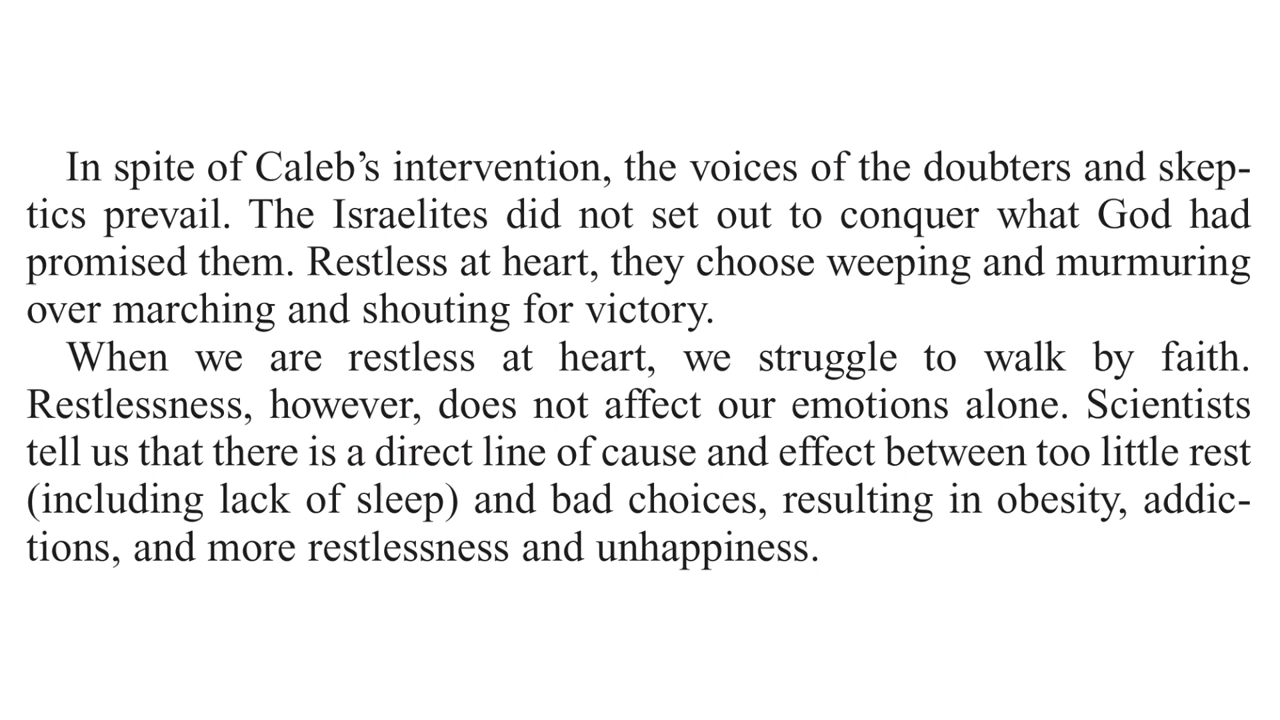 In spite of Caleb’s intervention, the voices of the doubters and skep-
tics prevail. The Israelites did not set out to conquer what God had
promised them. Restless at heart, they choose weeping and murmuring
over marching and shouting for victory.
When we are restless at heart, we struggle to walk by faith.
Restlessness, however, does not affect our emotions alone. Scientists
tell us that there is a direct line of cause and effect between too little rest
(including lack of sleep) and bad choices, resulting in obesity, addic-
tions, and more restlessness and unhappiness.